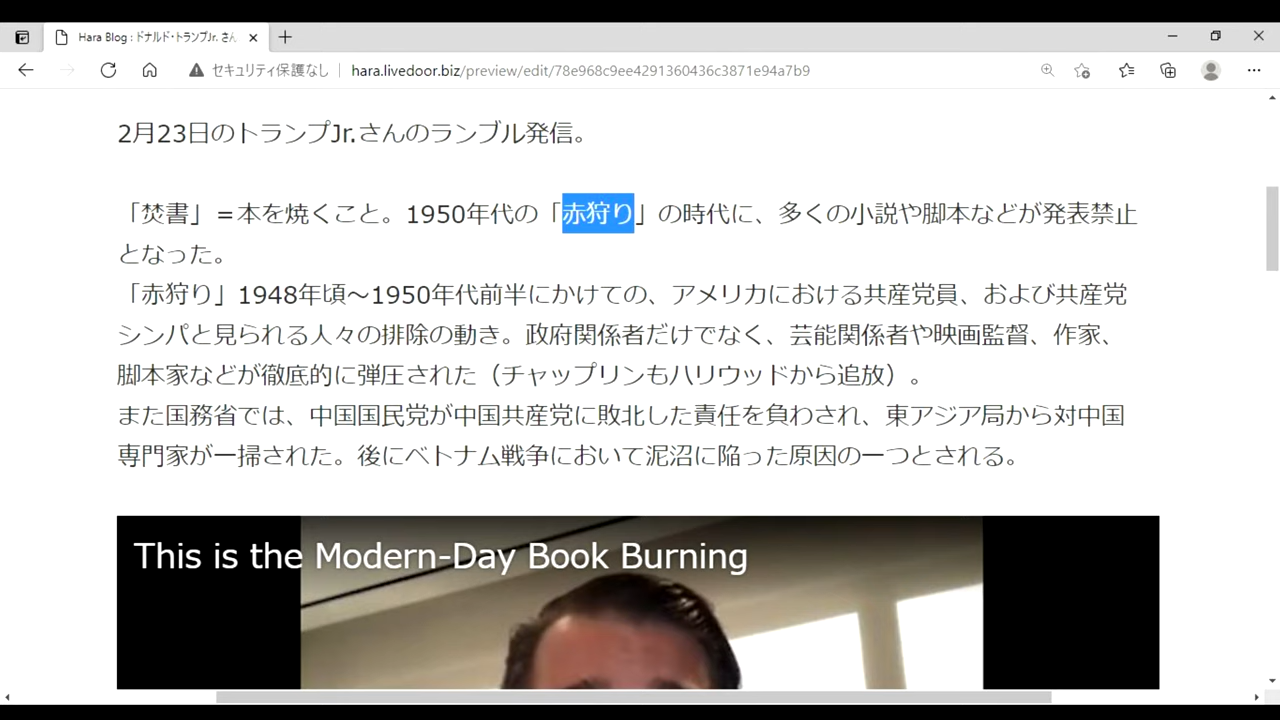 Hara Blog : ドナルド・トランプJr. さん
セキュリティ保護なし
hara.livedoor.biz/preview/edit/78e968c9ee4291360436c3871e94a7b9
2月23日のトランプJr.さんのランブル発信。
「焚書」＝本を焼くこと。1950年代の「赤狩り」の時代に、多くの小説や脚本などが発表禁止
となった。
「赤狩り」1948年頃～1950年代前半にかけての、アメリカにおける共産党員、および共産党
シンパと見られる人々の排除の動き。政府関係者だけでなく、芸能関係者や映画監督、作家、
脚本家などが徹底的に弾圧された（チャップリンもハリウッドから追放）。
また国務省では、中国国民党が中国共産党に敗北した責任を負わされ、東アジア局から対中国
専門家が一掃された。後にベトナム戦争において泥沼に陥った原因の一つとされる。
This is the Modern-Day Book Burning